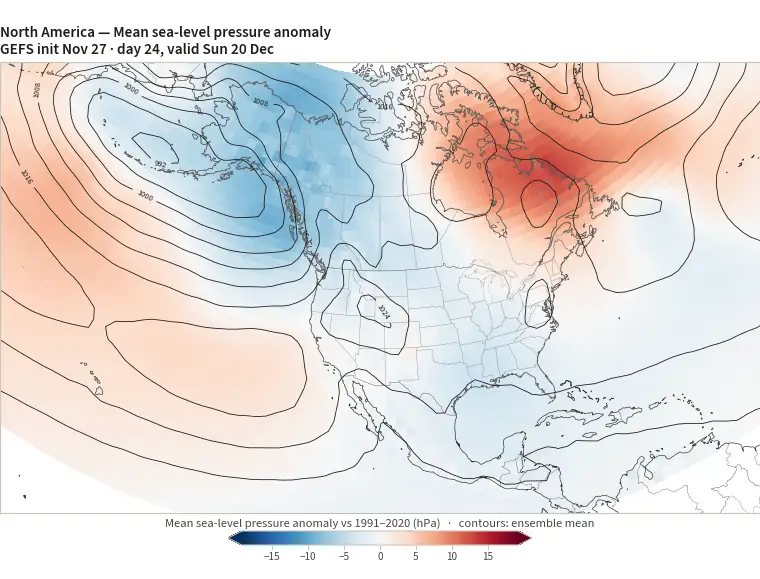 North America — Mean sea-level pressure anomaly
GEFS init Nov 27 · day 24, valid Sun 20 Dec
1008
1000
1008
1016
992
1016
1000
1024
Mean sea-level pressure anomaly vs 1991–2020 (hPa) · contours: ensemble mean
−15 −10 −5 0 5 10 15